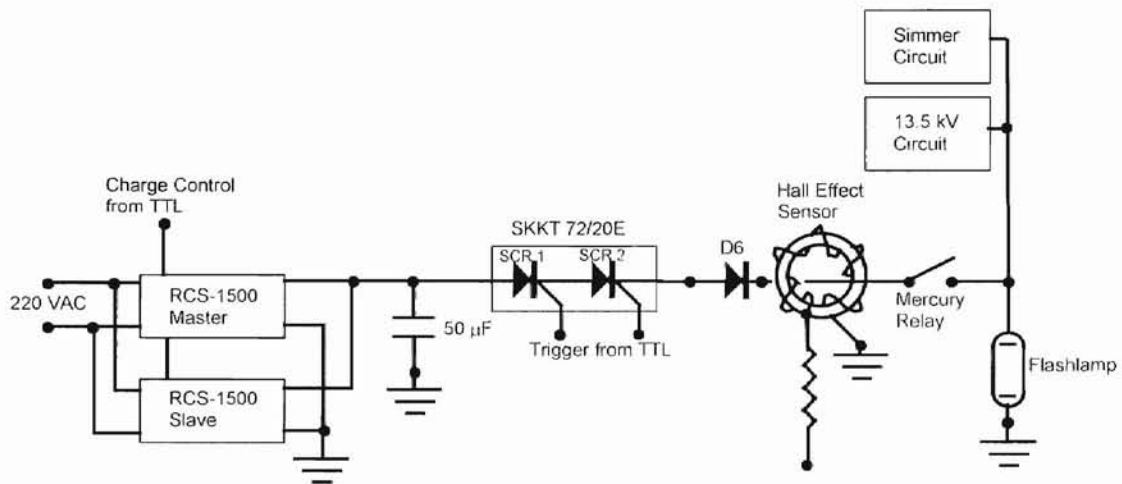 Simmer
Circuit
13.5 kV
Circuit
Charge Control
from TTL
Hall Effect
Sensor
SKKT 72/20E
SCR 1
SCR 2
D6
220 VAC
RCS-1500
Master
50 μF
Trigger from TTL
Mercury
Relay
RCS-1500
Slave
Flashlamp